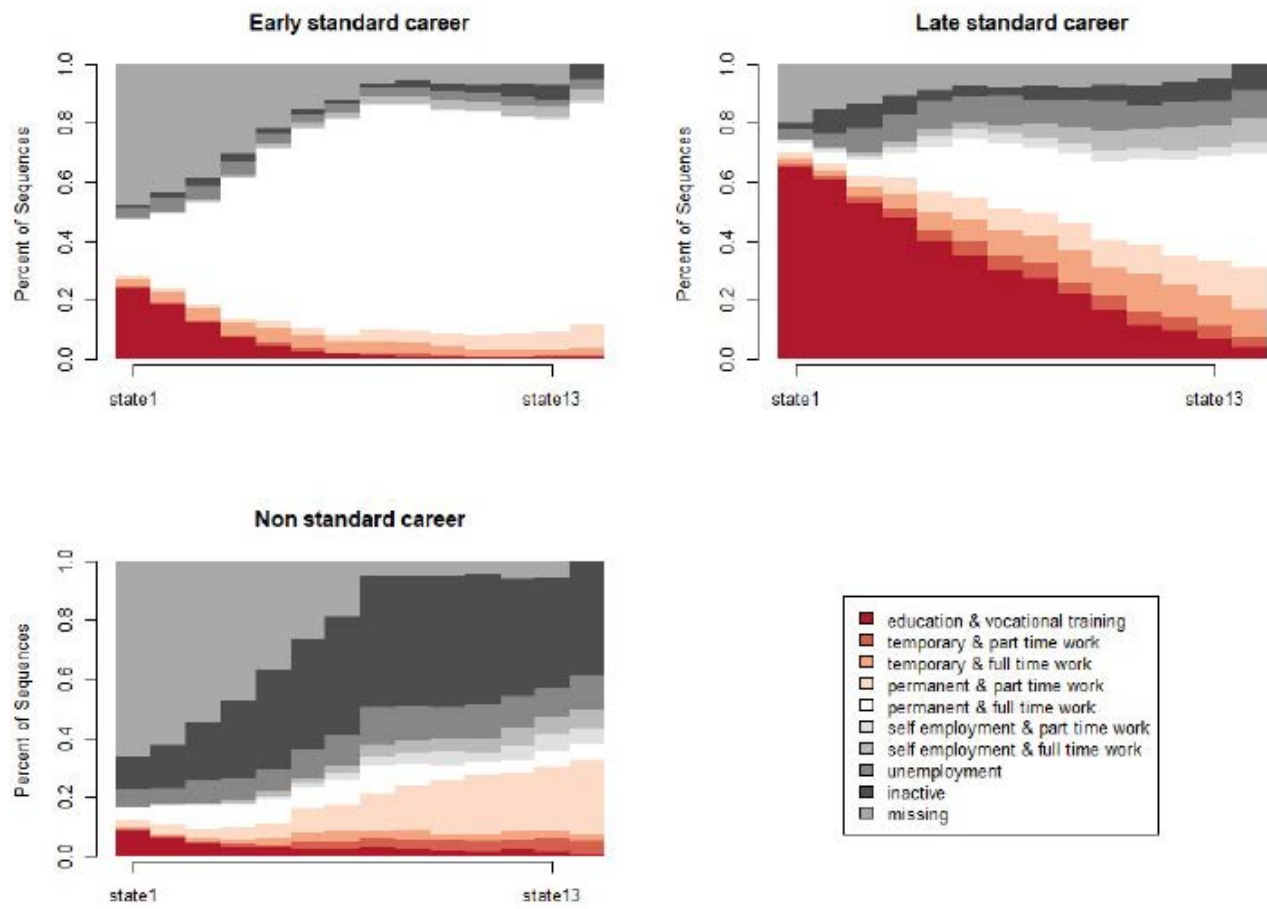 Early standard career
Percent of Sequences
1.0
0.8
0.6
0.4
0.2
0.0
state1
state13
Late standard career
Percent of Sequences
1.0
0.8
0.6
0.4
0.2
0.0
state1
state13
Non standard career
Percent of Sequences
1.0
0.8
0.6
0.4
0.2
0.0
state1
state13
education & vocational training
temporary & part time work
temporary & full time work
permanent & part time work
permanent & full time work
self employment & part time work
self employment & full time work
unemployment
inactive
missing